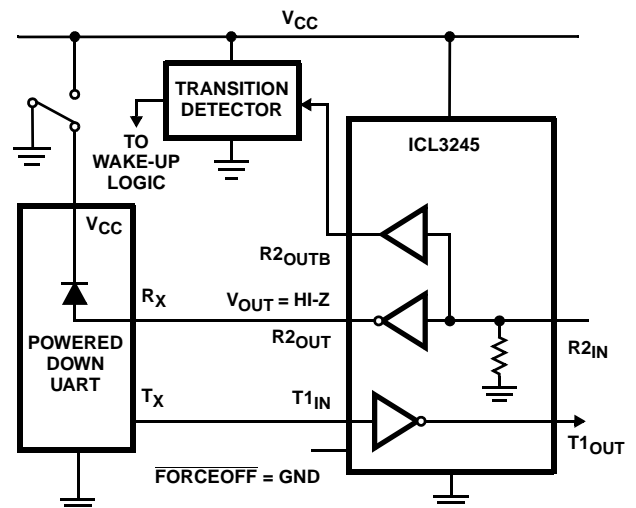 VCC
TRANSITION
DETECTOR
TO
WAKE-UP
LOGIC
ICL3245
VCC
R2OUTB
RX
VOUT = HI-Z
R2OUT
R2IN
POWERED
DOWN
UART
TX
T1IN
T1OUT
FORCEOFF = GND